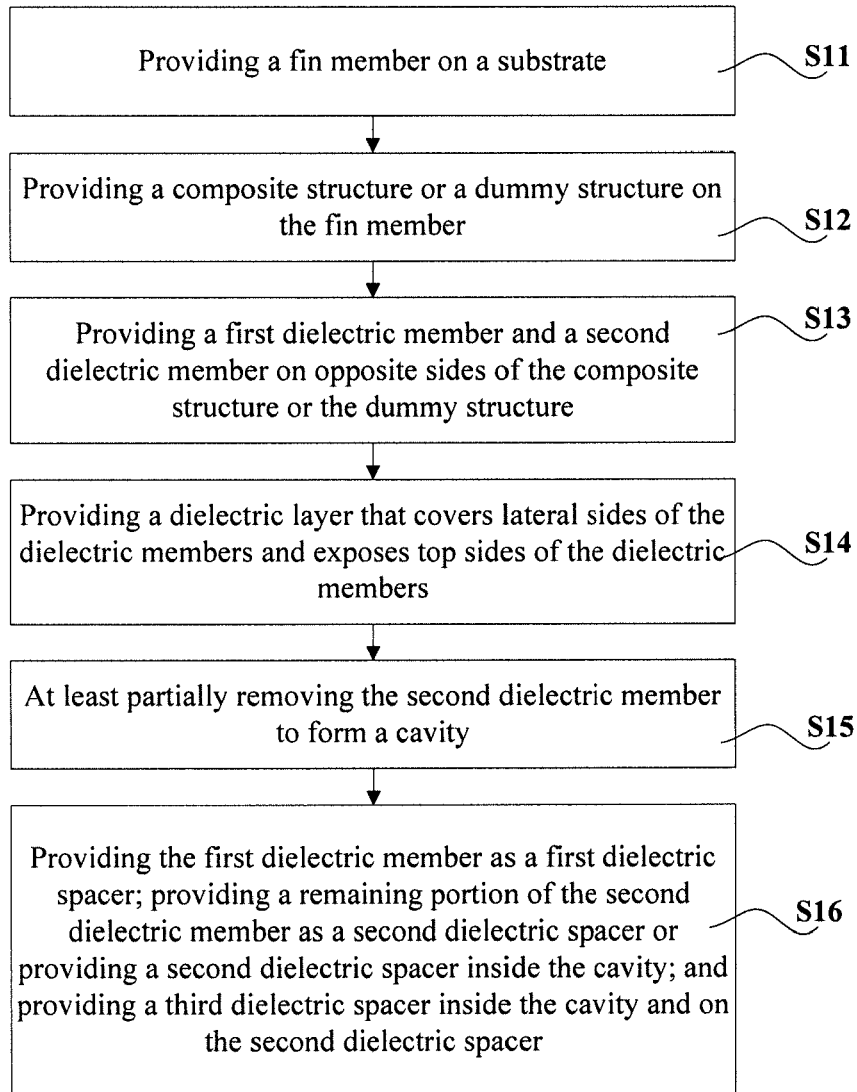 Providing a fin member on a substrate
S11
Providing a composite structure or a dummy structure on
the fin member
S12
Providing a first dielectric member and a second
dielectric member on opposite sides of the composite
structure or the dummy structure
S13
Providing a dielectric layer that covers lateral sides of the
dielectric members and exposes top sides of the dielectric
members
S14
At least partially removing the second dielectric member
to form a cavity
S15
Providing the first dielectric member as a first dielectric
spacer; providing a remaining portion of the second
dielectric member as a second dielectric spacer or
providing a second dielectric spacer inside the cavity; and
providing a third dielectric spacer inside the cavity and on
the second dielectric spacer
S16